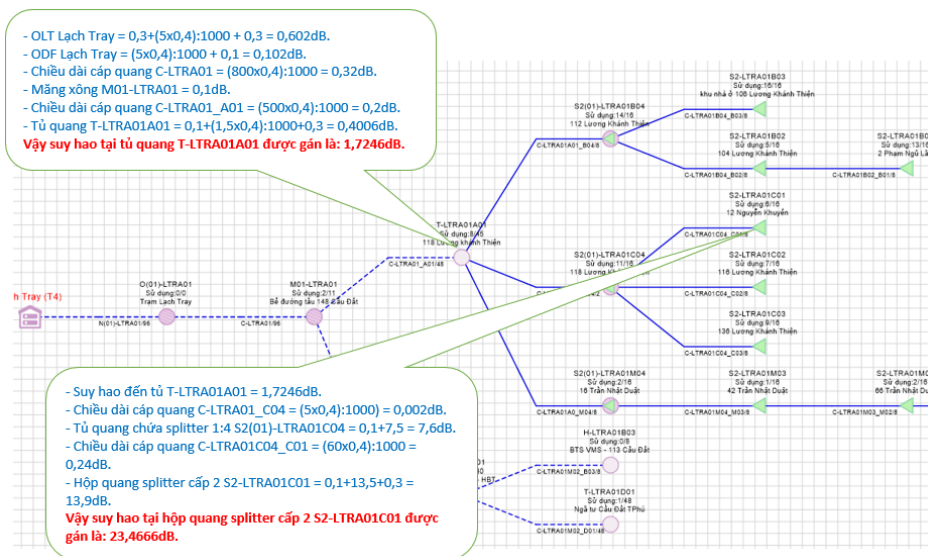 - OLT Lạch Tray = 0,3+(5x0,4):1000 + 0,3 = 0,602dB.
- ODF Lạch Tray = (5x0,4):1000 + 0,1 = 0,102dB.
- Chiều dài cáp quang C-LTRA01 = (800x0,4):1000 = 0,32dB.
- Măng xông M01-LTRA01 = 0,1dB.
- Chiều dài cáp quang C-LTRA01_A01 = (500x0,4):1000 = 0,2dB.
- Tủ quang T-LTRA01A01 = 0,1+(1,5x0,4):1000+0,3 = 0,4006dB.
Vậy suy hao tại tủ quang T-LTRA01A01 được gán là: 1,7246dB.
S2-LTRA01B03
Sử dụng:16/16
khu nhà ở 106 Lương Khánh Thiện
C-LTRA01B04_B03/8
S2(01)-LTRA01B04
Sử dụng:14/16
112 Lương Khánh Thiện
C-LTRA01A01_B04/8
S2-LTRA01B02
Sử dụng:5/16
104 Lương Khánh Thiện
C-LTRA01B04_B02/8
S2-LTRA01B0
Sử dụng:13/16
2 Phạm Ngũ Lã
C-LTRA01B02_B01/8
S2-LTRA01C01
Sử dụng:6/16
12 Nguyễn Khuyến
T-LTRA01A01
118 Lương khánh Thiện
C-LTRA01_A01/48
S2(01)-LTRA01C04
Sử dụng:11/16
118 Lương Khánh Thiện
S2-LTRA01C02
Sử dụng:7/16
116 Lương Khánh Thiện
C-LTRA01C04_C02/8
S2-LTRA01C03
Sử dụng:9/16
136 Lương Khánh Thiện
C-LTRA01C04_C03/8
h Tray (T4)
O(01)-LTRA01
Sử dụng:0/0
Trạm Lạch Tray
N(01)-LTRA01/96
M01-LTRA01
Sử dụng:2/11
Bể đường tàu 148 Cầu Đất
C-LTRA01/96
- Suy hao đến tủ T-LTRA01A01 = 1,7246dB.
- Chiều dài cáp quang C-LTRA01_C04 = (5x0,4):1000) = 0,002dB.
- Tủ quang chứa splitter 1:4 S2(01)-LTRA01C04 = 0,1+7,5 = 7,6dB.
- Chiều dài cáp quang C-LTRA01C04_C01 = (60x0,4):1000 =
0,24dB.
- Hộp quang splitter cấp 2 S2-LTRA01C01 = 0,1+13,5+0,3 =
13,9dB.
Vậy suy hao tại hộp quang splitter cấp 2 S2-LTRA01C01 được
gán là: 23,4666dB.
S2(01)-LTRA01M04
Sử dụng:2/16
16 Trần Nhật Duật
C-LTRA01A0_M04/8
S2-LTRA01M03
Sử dụng:1/16
42 Trần Nhật Duật
C-LTRA01M04_M03/8
S2-LTRA01M0
Sử dụng:2/16
66 Trần Nhật Duậ
C-LTRA01M03_M02/8
H-LTRA01B03
Sử dụng:0/8
BTS VMS - 113 Cầu Đất
C-LTRA01M02_B03/8
T-LTRA01D01
Sử dụng:1/48
Ngã tư Cầu Đất TPhú
C-LTRA01M02_D01/48
- HBT